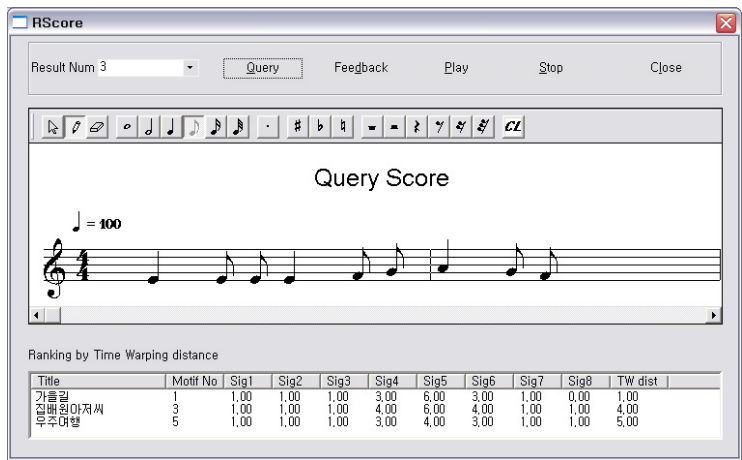 RScore
Result Num 3 Query Feedback Play Stop Close
CL
Query Score
= 100
4
4
Ranking by Time Warping distance
Title Motif No Sig1 Sig2 Sig3 Sig4 Sig5 Sig6 Sig7 Sig8 TW dist
가을길 1 1,00 1,00 1,00 3,00 6,00 3,00 1,00 0,00 1,00
집배원아저씨 3 1,00 1,00 1,00 4,00 6,00 4,00 1,00 1,00 4,00
우주여행 5 1,00 1,00 1,00 3,00 4,00 3,00 1,00 1,00 5,00